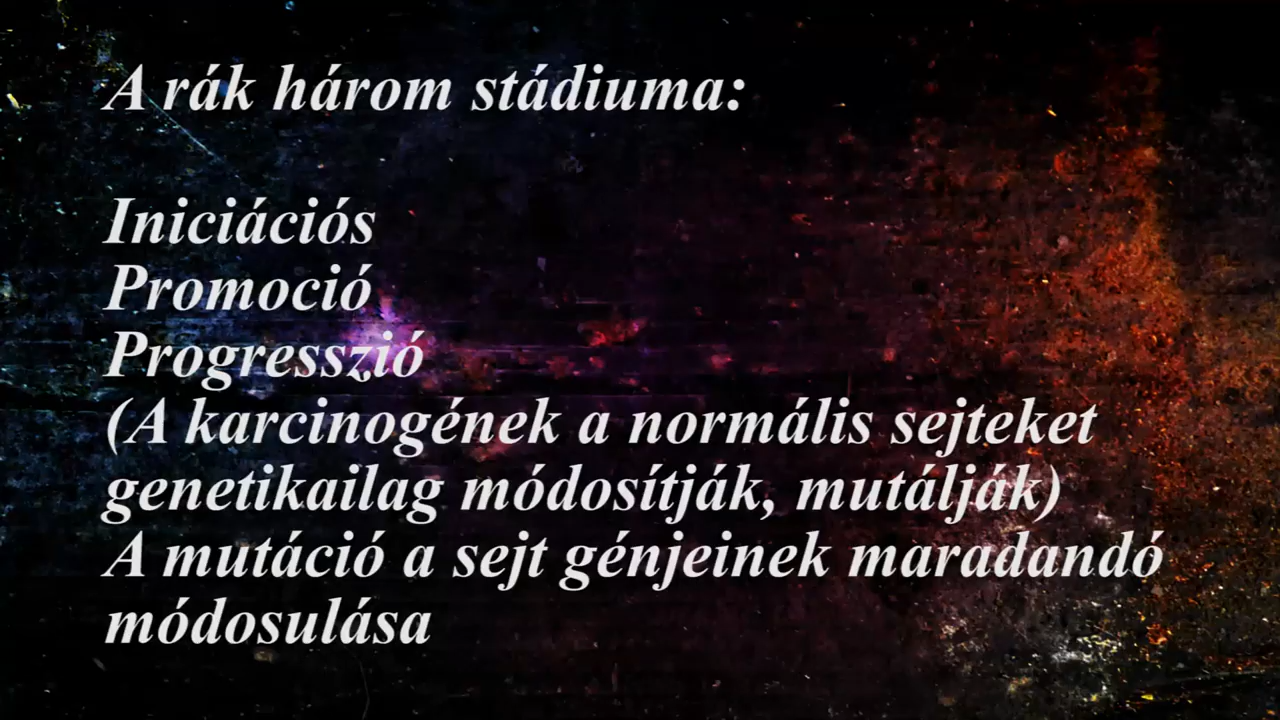 A rák három stádiuma:
Iniciációs
Promoció
Progresszió
(A karcinogének a normális sejteket
genetikailag módosítják, mutálják)
A mutáció a sejt génjeinek maradandó
módosulása